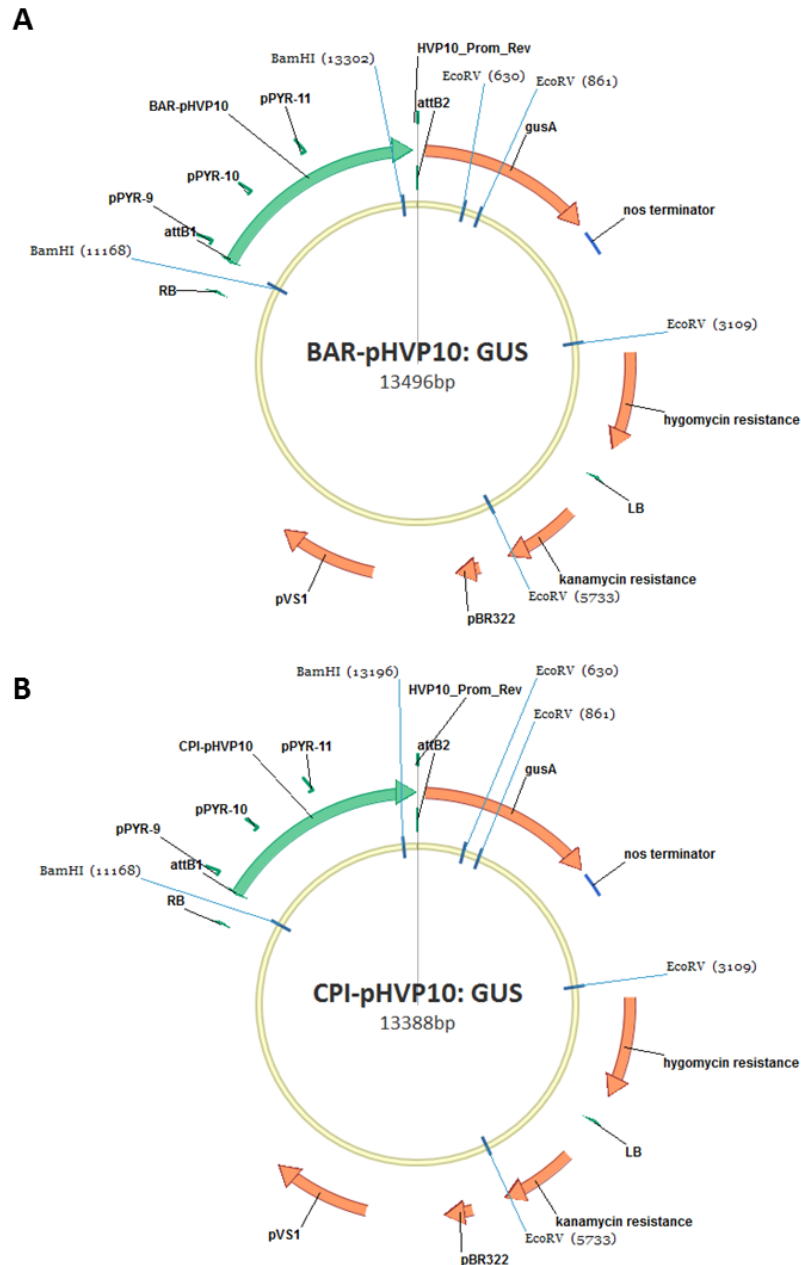 A
HVP10_Prom_Rev
BamHI (13302)
EcoRV (630)
EcoRV (861)
pPYR-11
attB2
BAR-pHVP10
gusA
pPYR-10
pPYR-9
nos terminator
attB1
BamHI (11168)
RB
EcoRV (3109)
BAR-pHVP10: GUS
13496bp
hygomycin resistance
LB
kanamycin resistance
EcoRV (5733)
pVS1
pBR322
B
BamHI (13196)
EcoRV (630)
HVP10_Prom_Rev
EcoRV (861)
CPI-pHVP10
pPYR-11
attB2
gusA
pPYR-10
pPYR-9
nos terminator
attB1
BamHI (11168)
RB
EcoRV (3109)
CPI-pHVP10: GUS
13388bp
hygomycin resistance
LB
kanamycin resistance
pVS1
EcoRV (5733)
pBR322